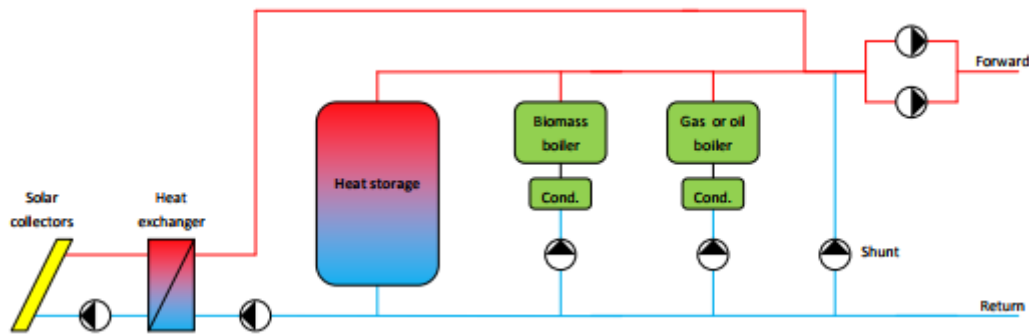 Forward
Biomass
boiler
Gas or oil
boiler
Heat storage
Cond.
Cond.
Solar
collectors
Heat
exchanger
Shunt
Return